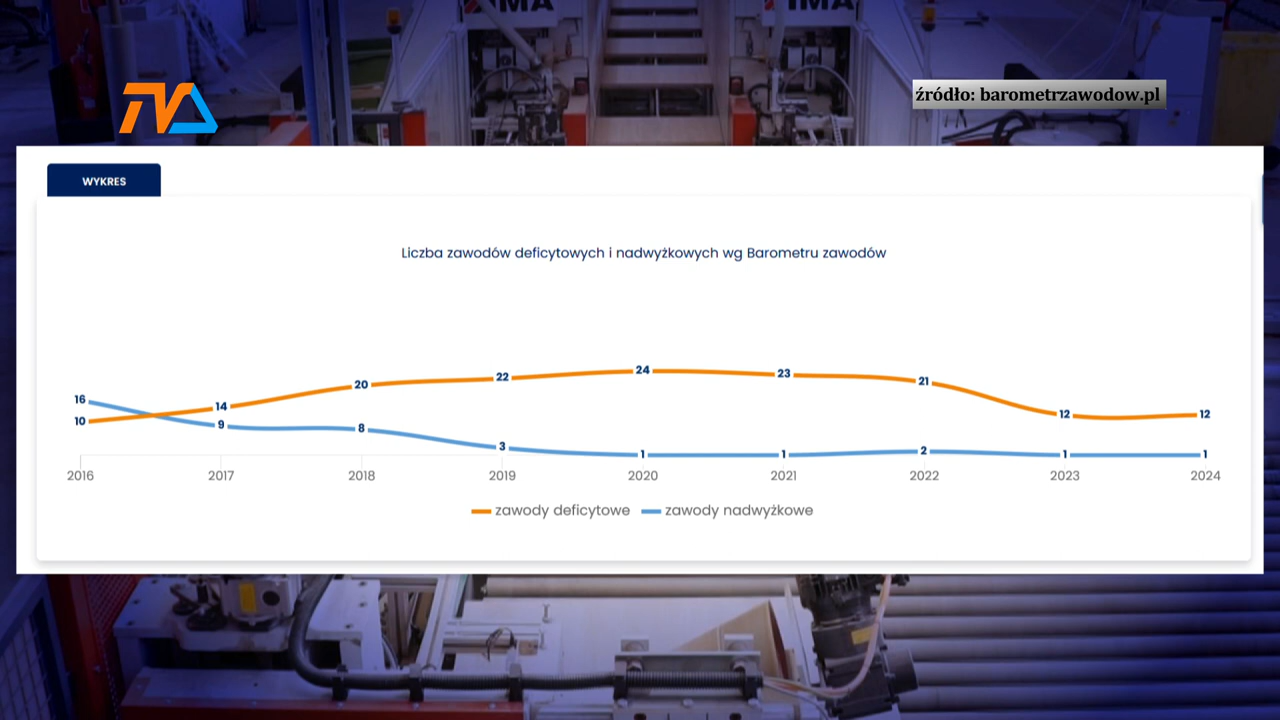 IMA
IMA
TVA
źródło: barometrzawodow.pl
WYKRES
Liczba zawodów deficytowych i nadwyżkowych wg Barometru zawodów
16 10 14 9 20 8 22 3 24 1 23 1 21 2 12 1 12 1
2016 2017 2018 2019 2020 2021 2022 2023 2024
zawody deficytowe zawody nadwyżkowe